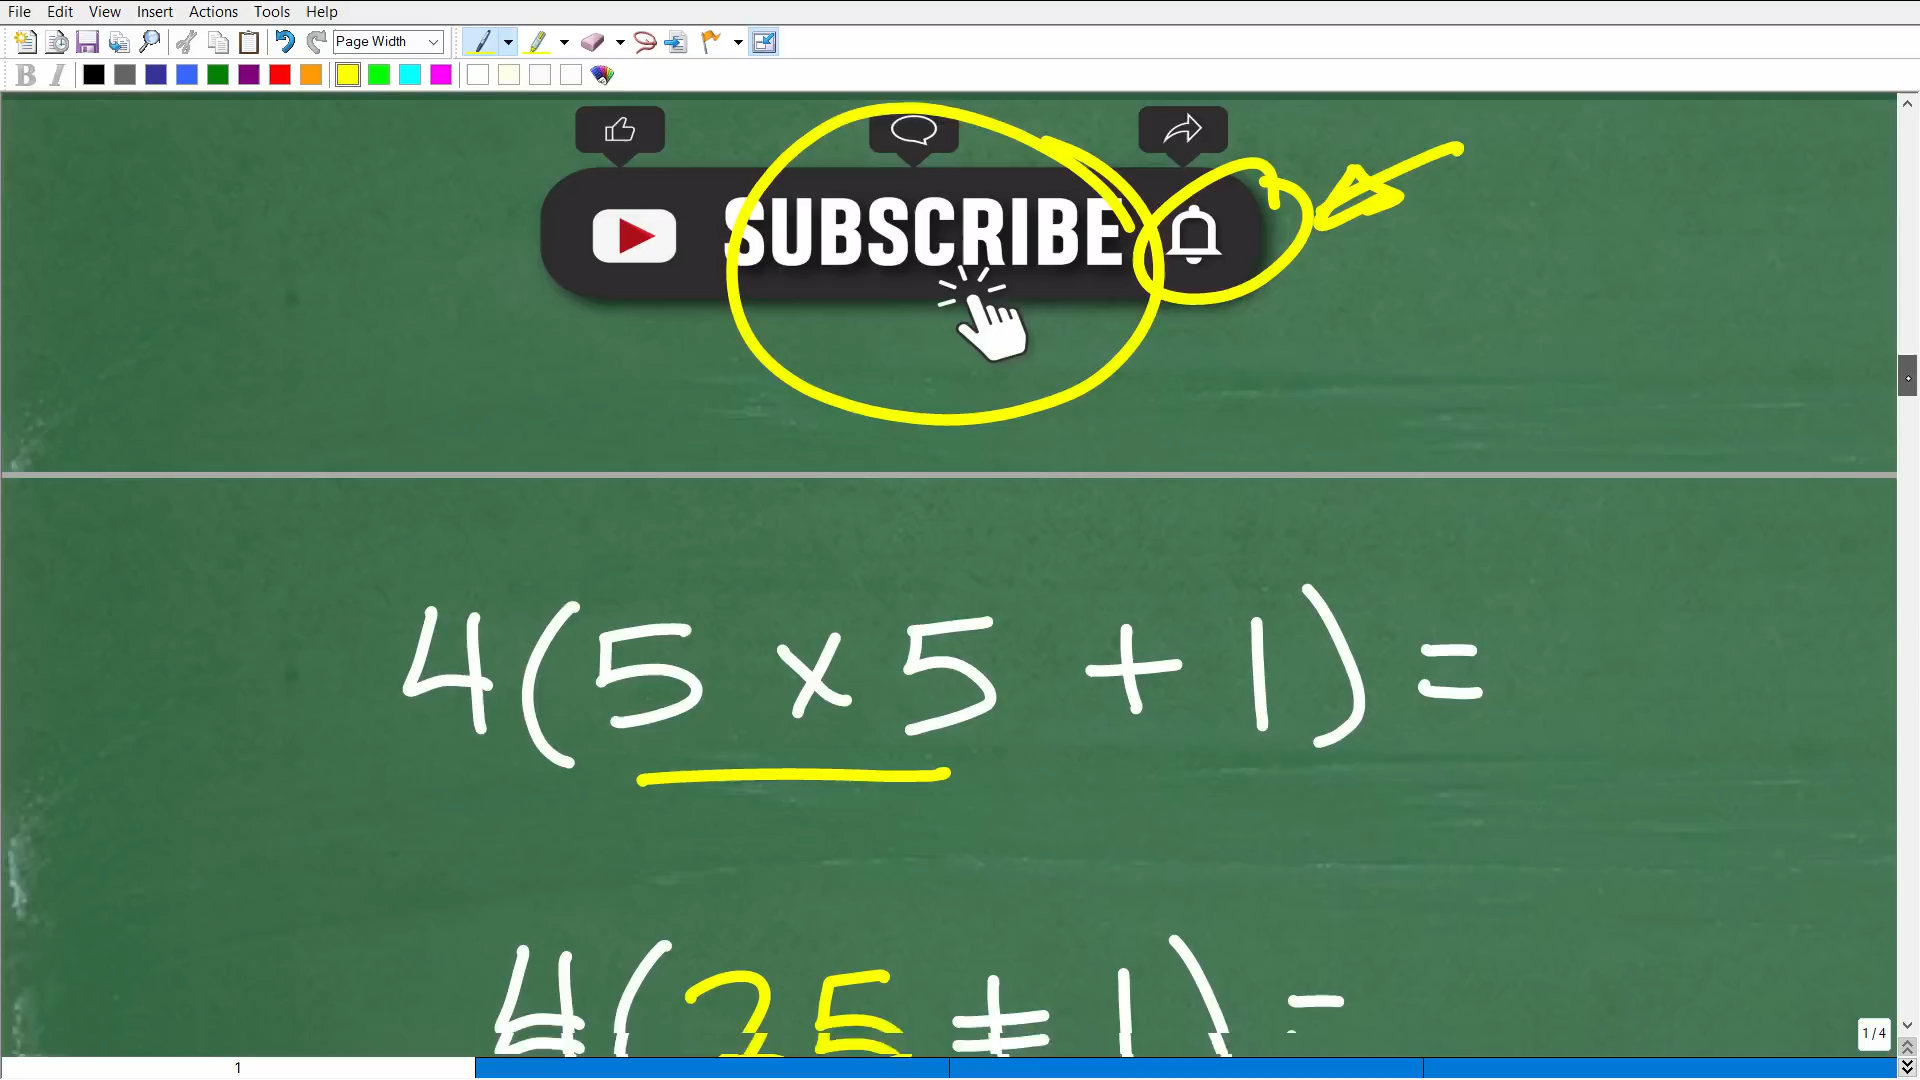 File Edit View Insert Actions Tools Help
Page Width
B I
SUBSCRIBE
4(5 x 5 + 1) =
4(25 + 1) =
1/4
1